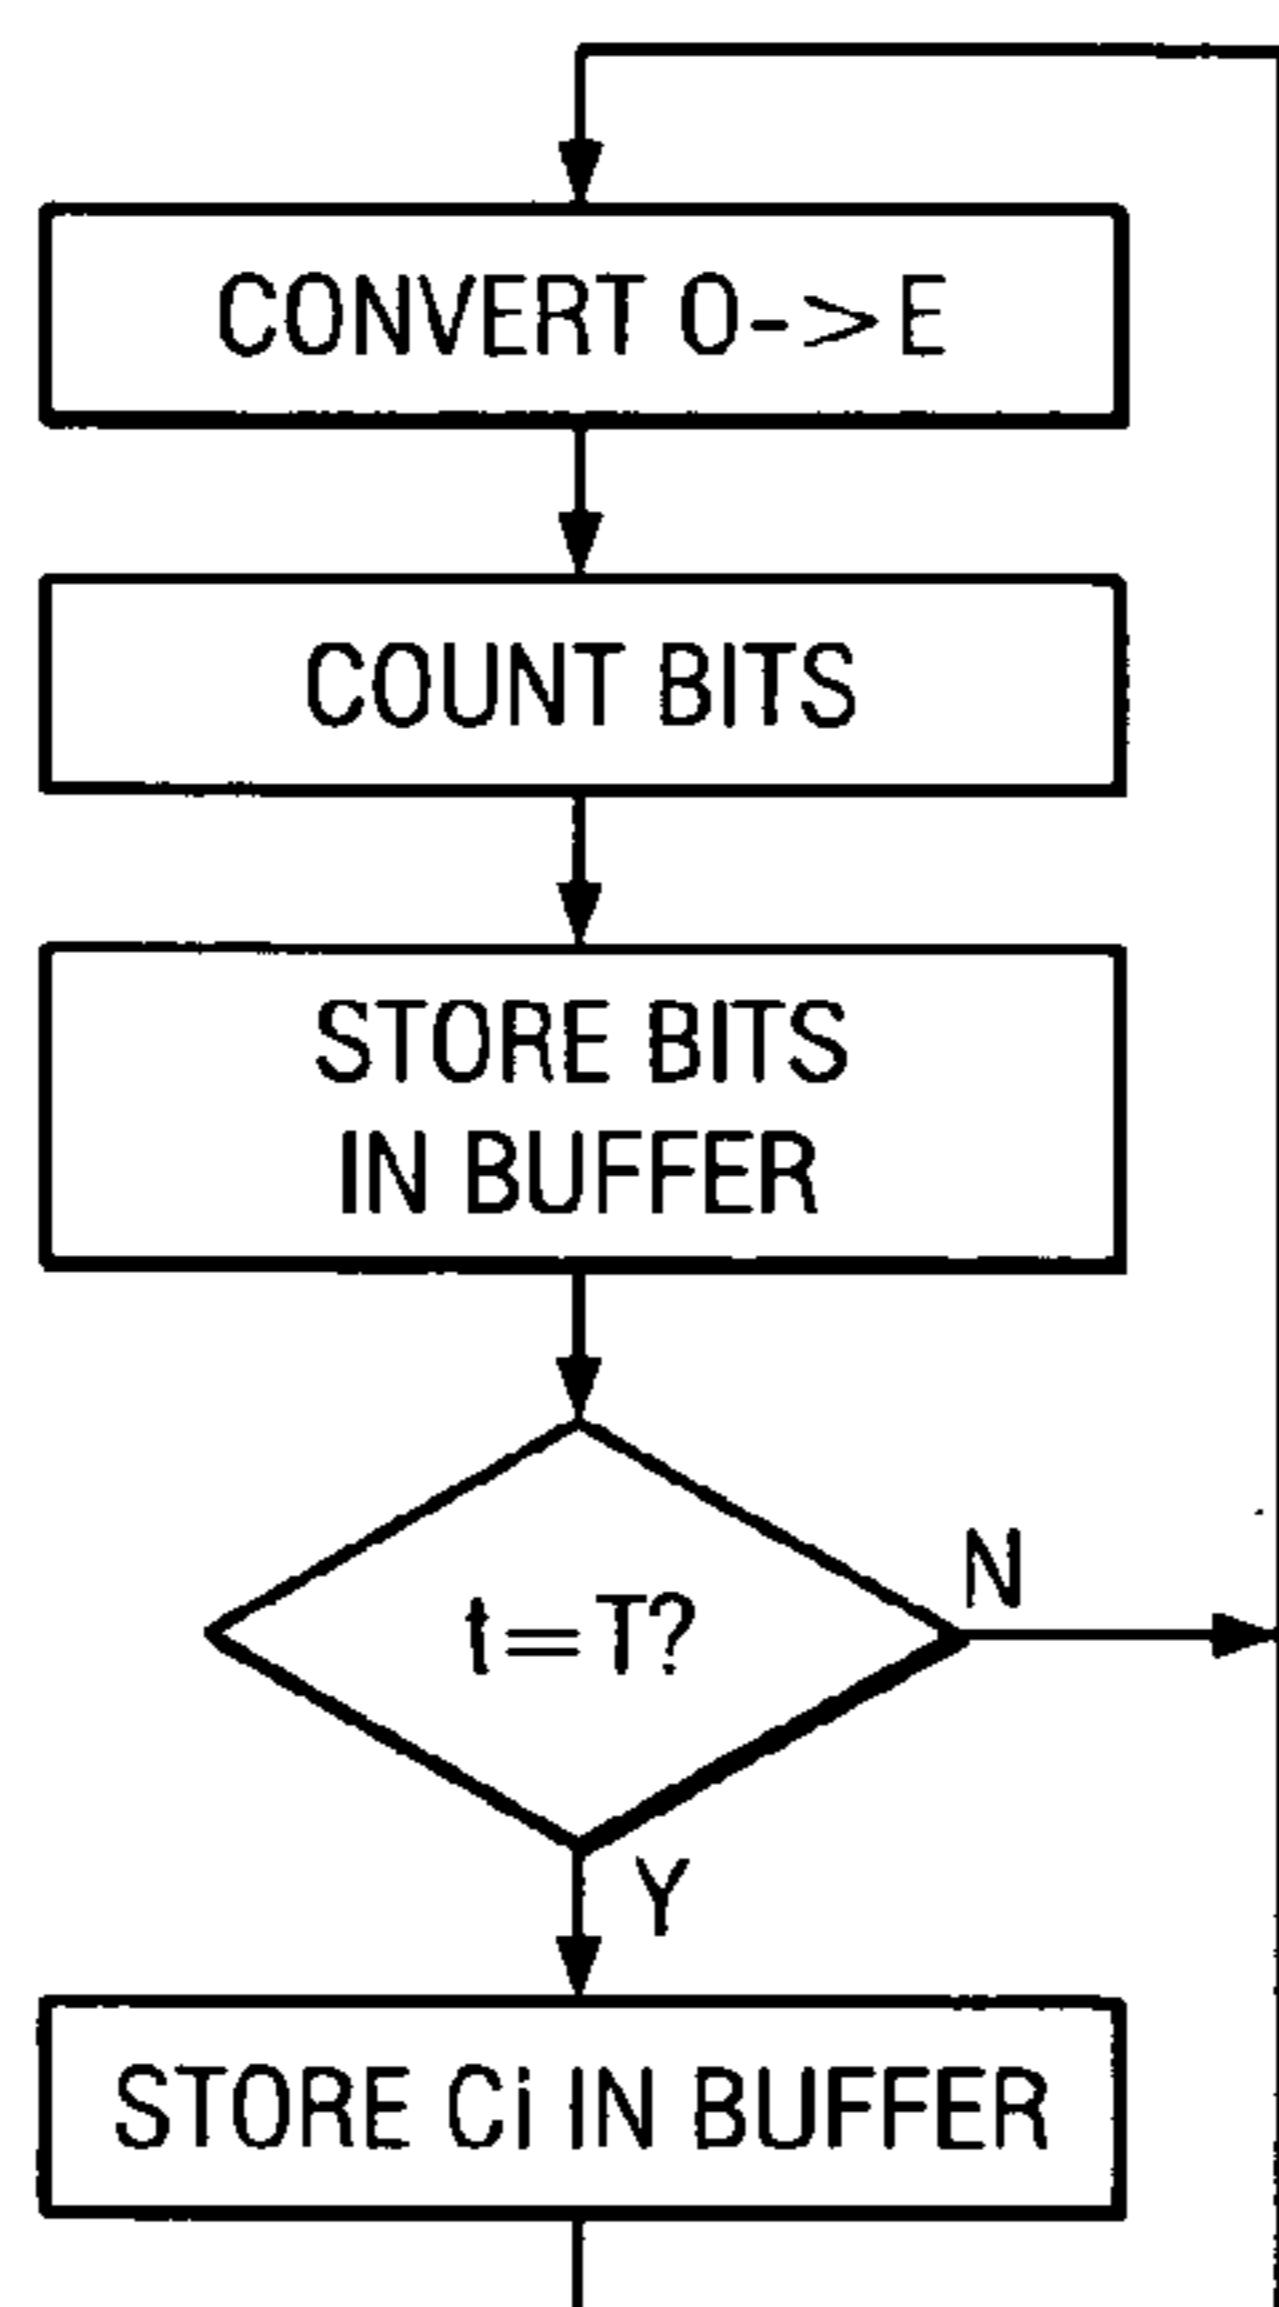 CONVERT O->E
COUNT BITS
STORE BITS
IN BUFFER
t=T?
N
Y
STORE Ci IN BUFFER